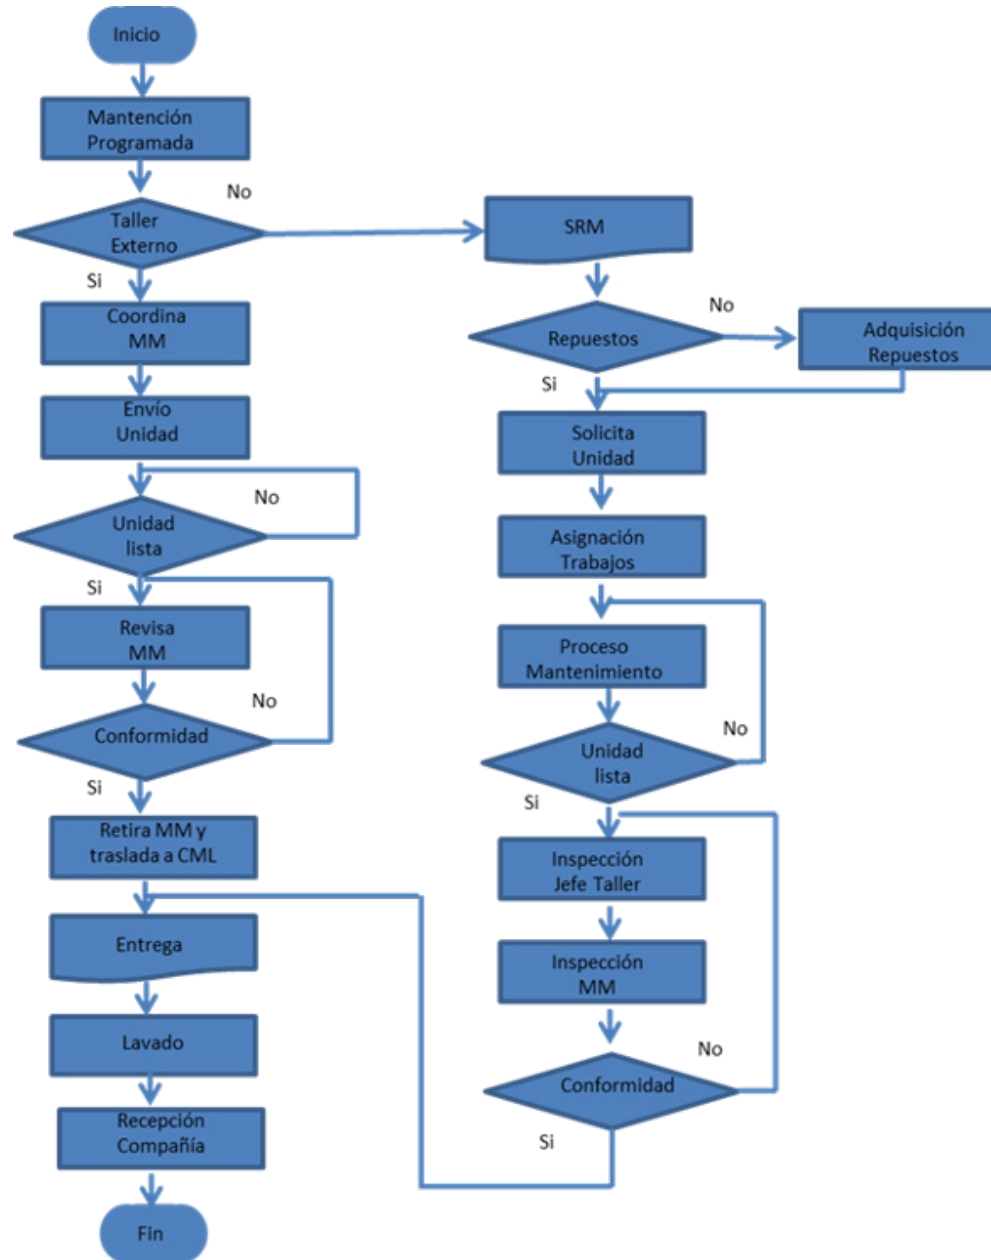 Inicio
Mantención
Programada
No
Taller
Externo
Si
Coordina
MM
Envío
Unidad
No
Unidad
lista
Si
Revisa
MM
No
Conformidad
Si
Retira MM y
traslada a CML
Entrega
Lavado
Recepción
Compañía
Fin
SRM
No
Repuestos
Adquisición
Repuestos
Si
Solicita
Unidad
Asignación
Trabajos
Proceso
Mantenimiento
No
Unidad
lista
Si
Inspección
Jefe Taller
Inspección
MM
No
Conformidad
Si